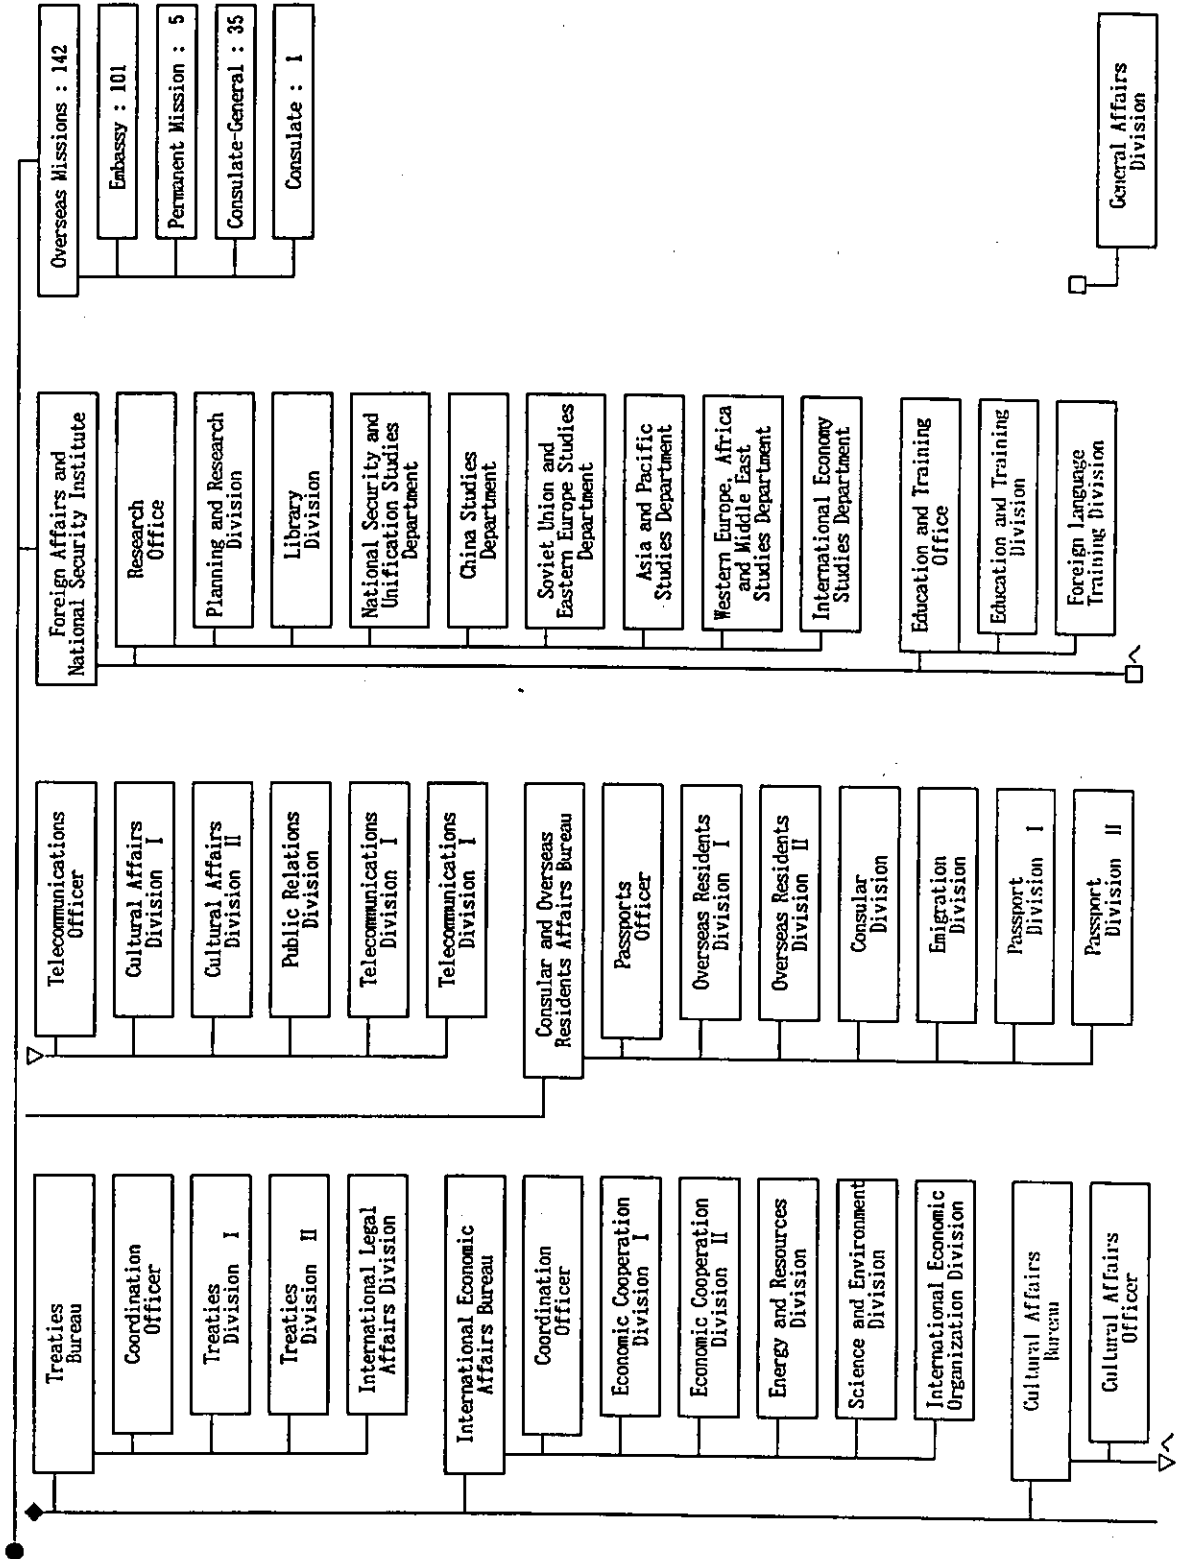 Treaties
Bureau
Coordination
Officer
Treaties
Division I
Treaties
Division II
International Legal
Affairs Division
International Economic
Affairs Bureau
Coordination
Officer
Economic Cooperation
Division I
Economic Cooperation
Division II
Energy and Resources
Division
Science and Environment
Division
International Economic
Organization Division
Cultural Affairs
Bureau
Cultural Affairs
Officer
Telecommunications
Officer
Cultural Affairs
Division I
Cultural Affairs
Division II
Public Relations
Division
Telecommunications
Division I
Telecommunications
Division I
Consular and Overseas
Residents Affairs Bureau
Passports
Officer
Overseas Residents
Division I
Overseas Residents
Division II
Consular
Division
Emigration
Division
Passport
Division I
Passport
Division II
Foreign Affairs and
National Security Institute
Research
Office
Planning and Research
Division
Library
Division
National Security and
Unification Studies
Department
China Studies
Department
Soviet Union and
Eastern Europe Studies
Department
Asia and Pacific
Studies Department
Western Europe, Africa
and Middle East
Studies Department
International Economy
Studies Department
Education and Training
Office
Education and Training
Division
Foreign Language
Training Division
Overseas Missions : 142
Embassy : 101
Permanent Mission : 5
Consulate-General : 35
Consulate : 1
General Affairs
Division